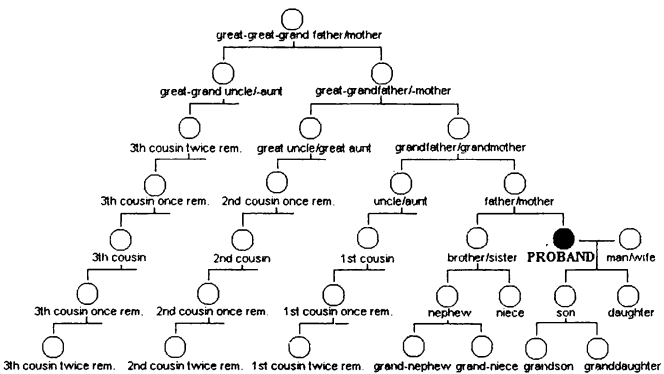 great-great-grand father/mother
great-grand uncle/-aunt great-grandfather/-mother
3th cousin twice rem. great uncle/great aunt grandfather/grandmother
3th cousin once rem. 2nd cousin once rem. uncle/aunt father/mother
3th cousin 2nd cousin 1st cousin brother/sister PROBAND man/wife
3th cousin once rem. 2nd cousin once rem. 1st cousin once rem. nephew niece son daughter
3th cousin twice rem. 2nd cousin twice rem. 1st cousin twice rem. grand-nephew grand-niece grandson granddaughter